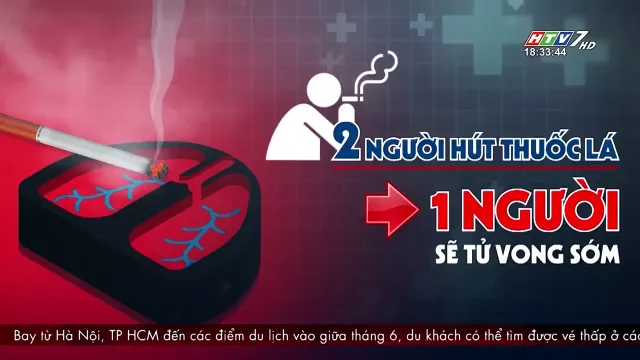 HTV7 HD
18:33:44
2 NGƯỜI HÚT THUỐC LÁ
1 NGƯỜI
SẼ TỬ VONG SỚM
Bay từ Hà Nội, TP HCM đến các điểm du lịch vào giữa tháng 6, du khách có thể tìm được vé thấp ở các